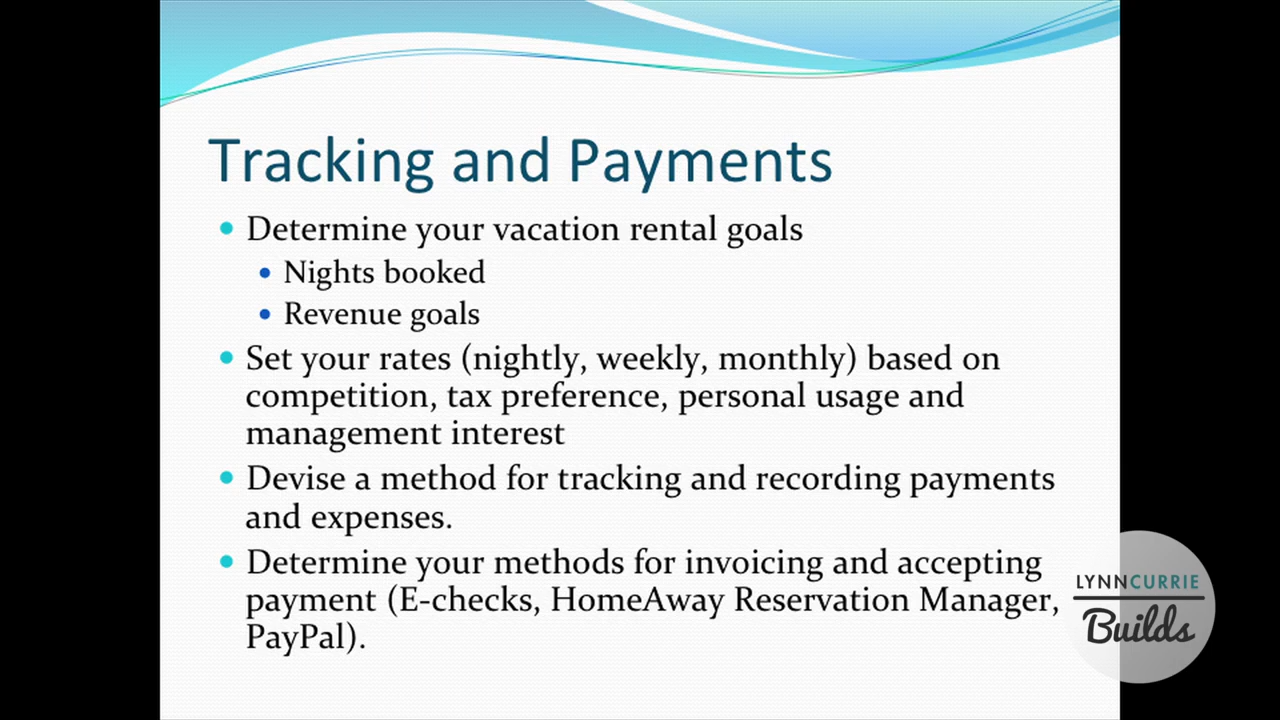 Tracking and Payments
Determine your vacation rental goals
Nights booked
Revenue goals
Set your rates (nightly, weekly, monthly) based on
competition, tax preference, personal usage and
management interest
Devise a method for tracking and recording payments
and expenses.
Determine your methods for invoicing and accepting
payment (E-checks, HomeAway Reservation Manager,
PayPal).
LYNNCURRIE
Builds